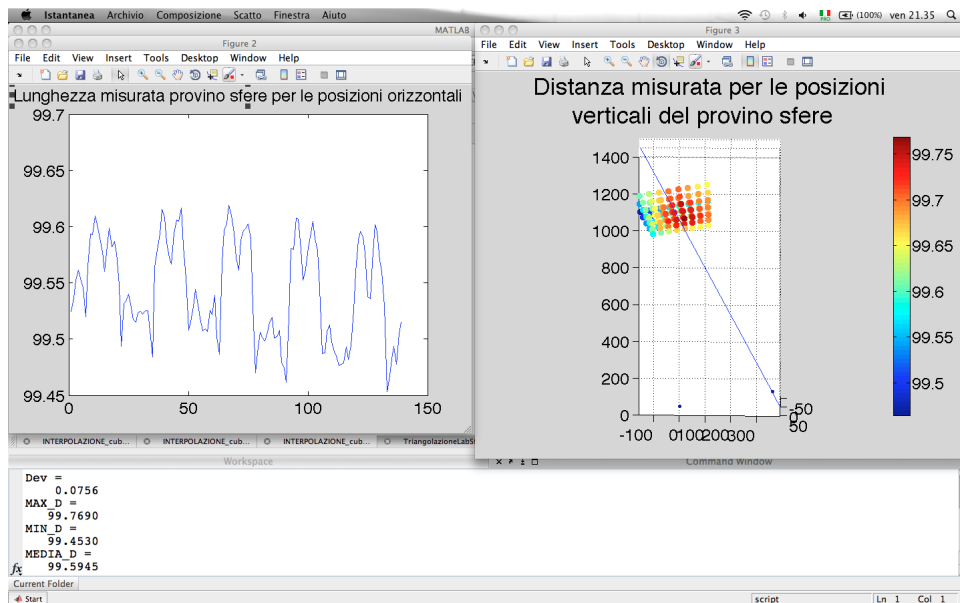 Istantanea Archivio Composizione Scatto Finestra Aiuto
PRO (100%) ven 21.35
MATLAB
Figure 2
File Edit View Insert Tools Desktop Window Help
Lunghezza misurata provino sfere per le posizioni orizzontali
99.7
99.65
99.6
99.55
99.5
99.45
0 50 100 150
Figure 3
File Edit View Insert Tools Desktop Window Help
Distanza misurata per le posizioni
verticali del provino sfere
1400
1200
1000
800
600
400
200
0
-100 0 100 200 300
-50
0
50
99.75
99.7
99.65
99.6
99.55
99.5
INTERPOLAZIONE_cub... INTERPOLAZIONE_cub... INTERPOLAZIONE_cub...
Workspace
Command Window
Dev =
0.0756
MAX_D =
99.7690
MIN_D =
99.4530
MEDIA_D =
99.5945
fx
Current Folder
Start
script Ln 1 Col 1